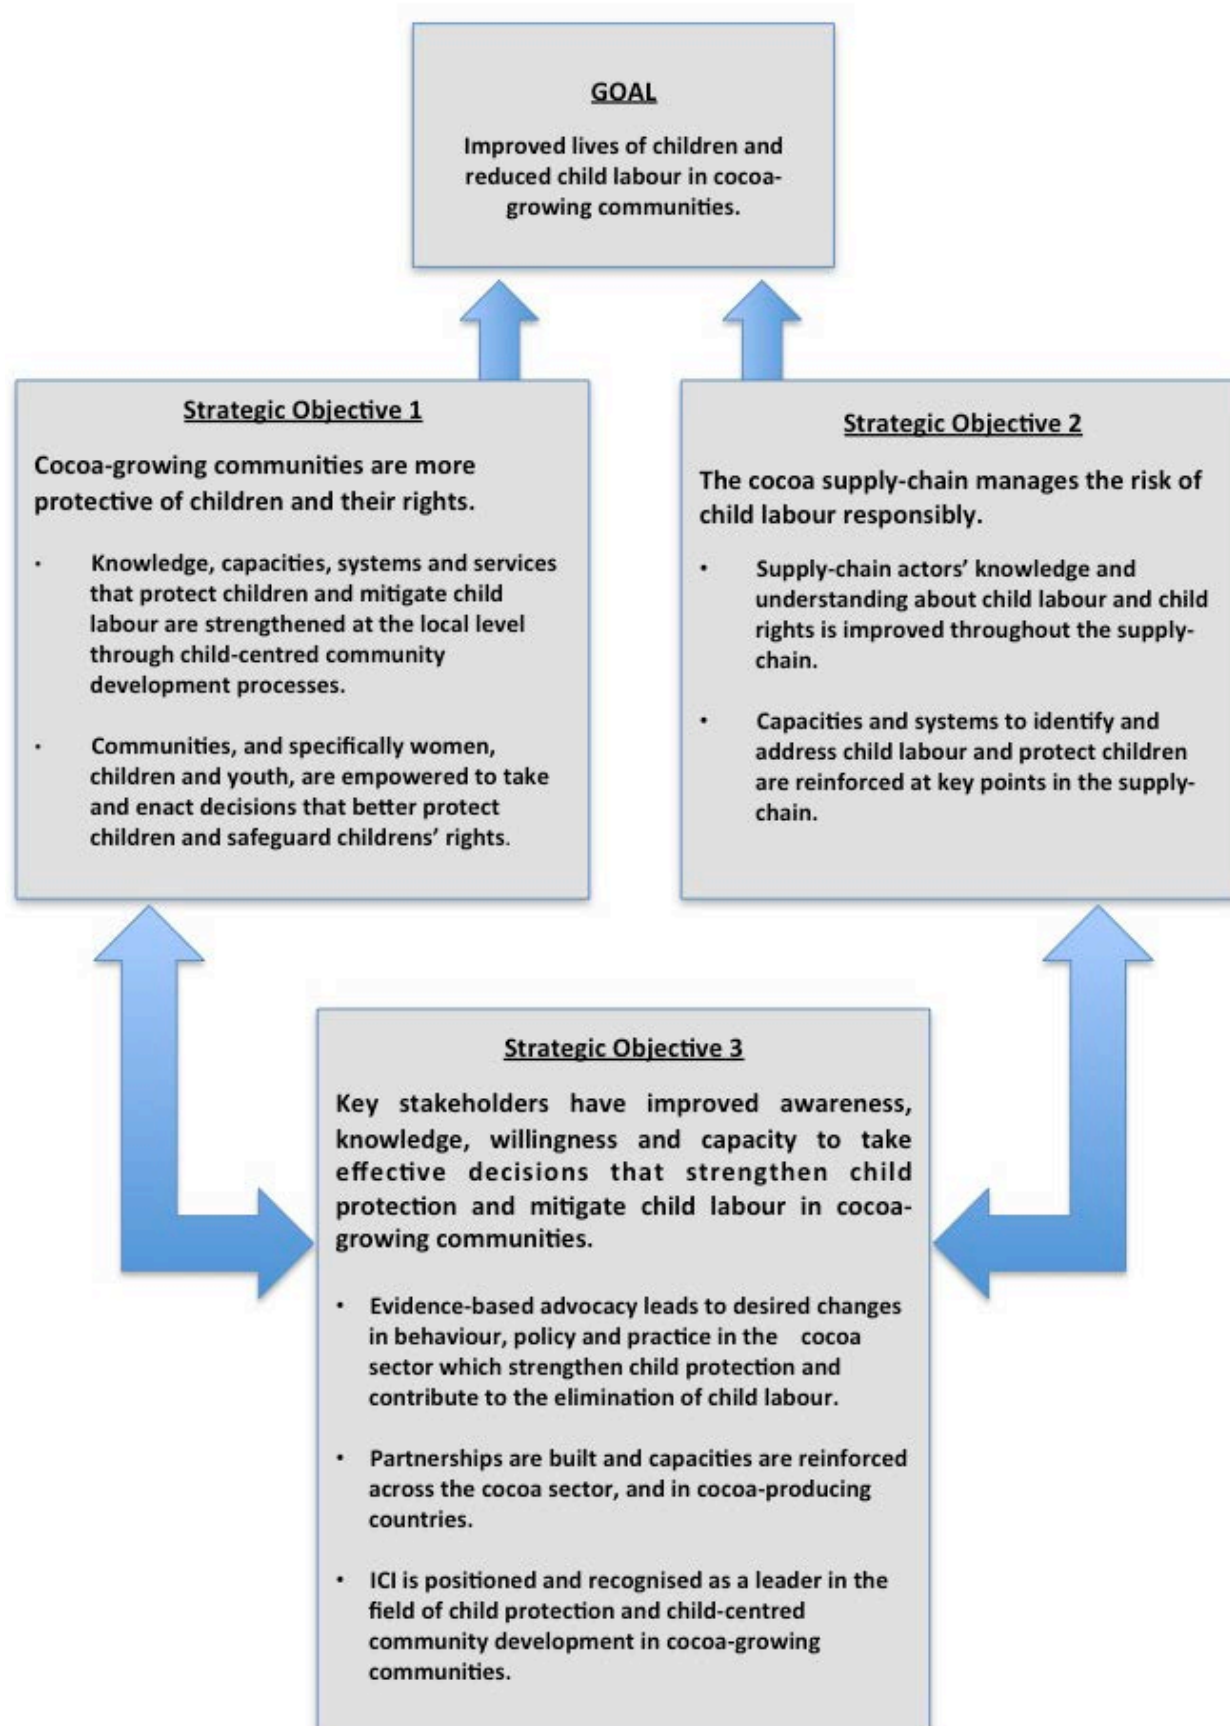 GOAL
Improved lives of children and
reduced child labour in cocoa-
growing communities.
Strategic Objective 1
Cocoa-growing communities are more
protective of children and their rights.
• Knowledge, capacities, systems and services
that protect children and mitigate child
labour are strengthened at the local level
through child-centred community
development processes.
• Communities, and specifically women,
children and youth, are empowered to take
and enact decisions that better protect
children and safeguard childrens’ rights.
Strategic Objective 2
The cocoa supply-chain manages the risk of
child labour responsibly.
• Supply-chain actors’ knowledge and
understanding about child labour and child
rights is improved throughout the supply-
chain.
• Capacities and systems to identify and
address child labour and protect children
are reinforced at key points in the supply-
chain.
Strategic Objective 3
Key stakeholders have improved awareness,
knowledge, willingness and capacity to take
effective decisions that strengthen child
protection and mitigate child labour in cocoa-
growing communities.
• Evidence-based advocacy leads to desired changes
in behaviour, policy and practice in the cocoa
sector which strengthen child protection and
contribute to the elimination of child labour.
• Partnerships are built and capacities are reinforced
across the cocoa sector, and in cocoa-producing
countries.
• ICI is positioned and recognised as a leader in the
field of child protection and child-centred
community development in cocoa-growing
communities.